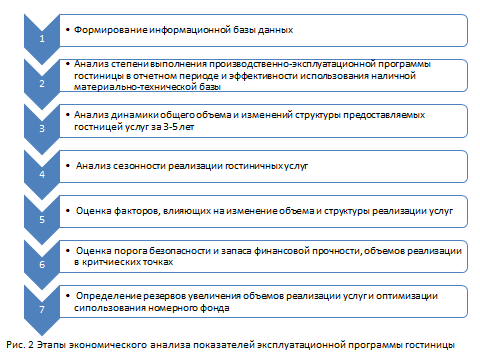 1
• Формирование информационной базы данных
2
• Анализ степени выполнения производственно-эксплуатационной программы
гостиницы в отчетном периоде и эффективности использования наличной
материально-технической базы
3
• Анализ динамики общего объема и изменений структуры предоставляемых
гостницей услуг за 3-5 лет
4
• Анализ сезонности реализации гостиничных услуг
5
• Оценка факторов, влияющих на изменение объема и структуры реализации услуг
6
• Оценка порога безопасности и запаса финансовой прочности, объемов реализации
в критчиеских точках
7
• Определение резервов увеличения объемов реализации услуг и оптимизации
сипользования номерного фонда
Рис. 2 Этапы экономического анализа показателей эксплуатационной программы гостиницы